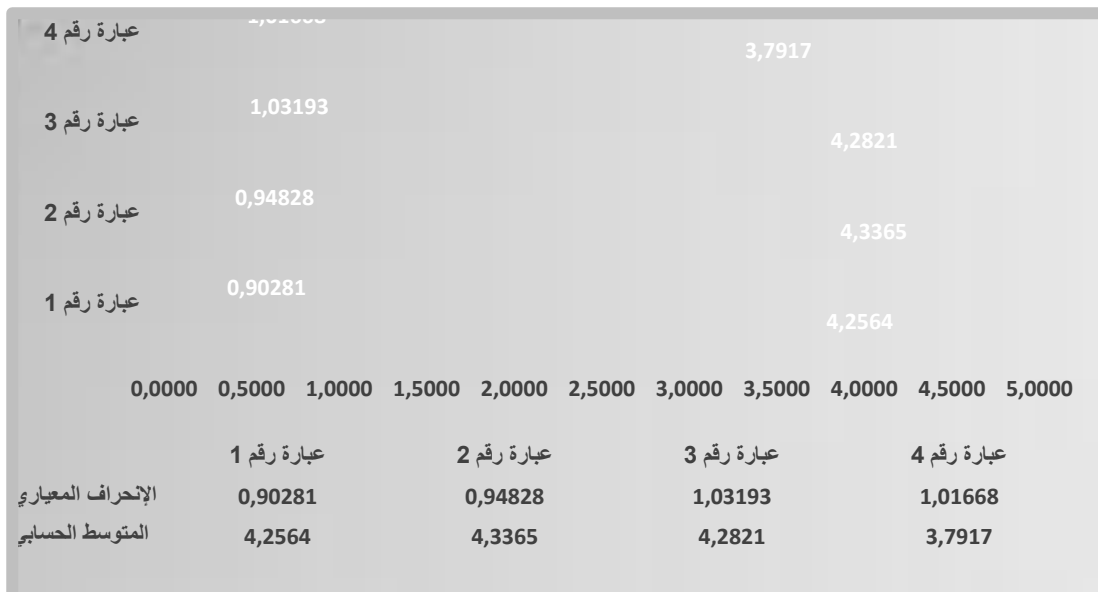 عبارة رقم 4
1,01668
3,7917
عبارة رقم 3
1,03193
4,2821
عبارة رقم 2
0,94828
4,3365
عبارة رقم 1
0,90281
4,2564
0,0000 0,5000 1,0000 1,5000 2,0000 2,5000 3,0000 3,5000 4,0000 4,5000 5,0000
عبارة رقم 1 عبارة رقم 2 عبارة رقم 3 عبارة رقم 4
الإنحراف المعياري 0,90281 0,94828 1,03193 1,01668
المتوسط الحسابي 4,2564 4,3365 4,2821 3,7917